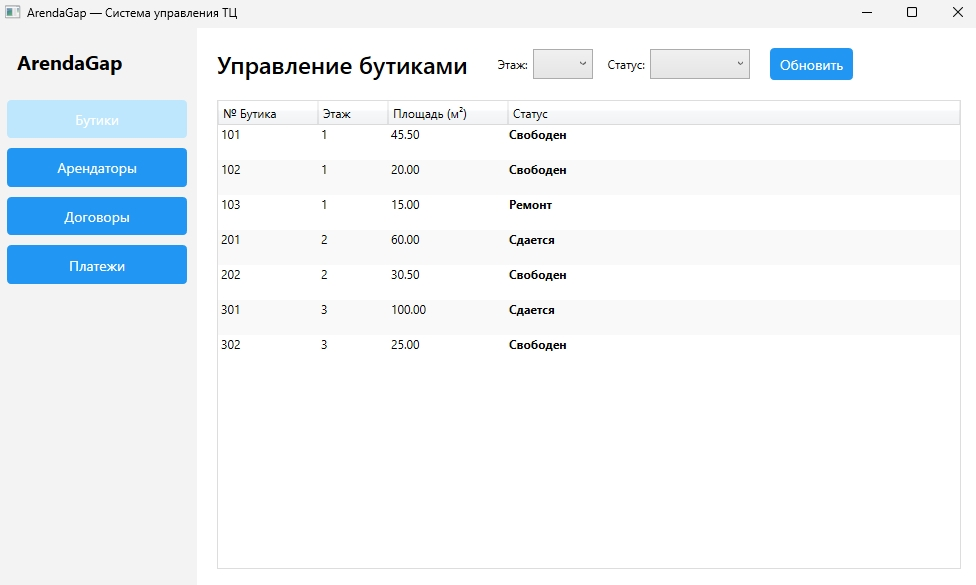 ArendaGap — Система управления ТЦ
ArendaGap
Бутики
Арендаторы
Договоры
Платежи
Управление бутиками Этаж: Статус: Обновить
№ Бутика Этаж Площадь (м²) Статус
101 1 45.50 Свободен
102 1 20.00 Свободен
103 1 15.00 Ремонт
201 2 60.00 Сдается
202 2 30.50 Свободен
301 3 100.00 Сдается
302 3 25.00 Свободен